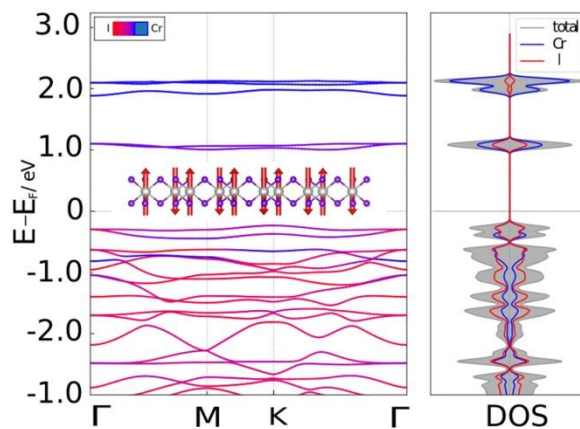 I Cr
3.0
2.0
1.0
0
-1.0
-2.0
-1.0
E-E_F/ eV
Γ M K Γ
total
Cr
I
DOS